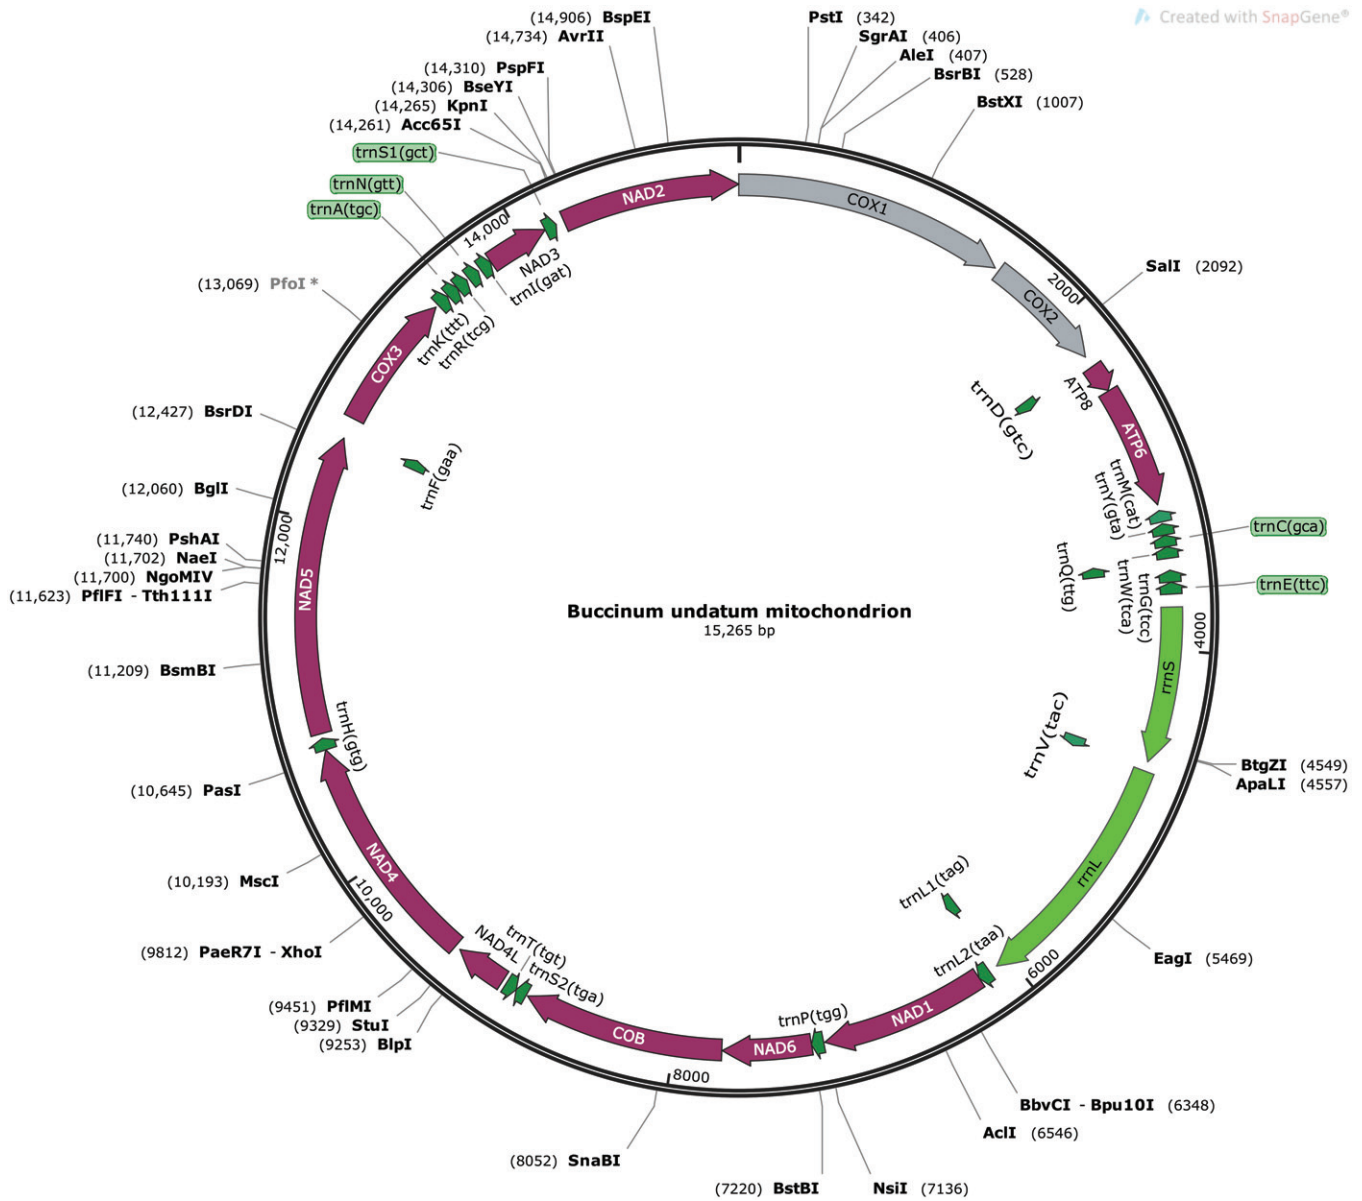 Created with SnapGene®
(14,906) BspEI
(14,734) AvrII
(14,310) PspFI
(14,306) BseYI
(14,265) KpnI
(14,261) Acc65I
trnS1(gct)
trnN(gtt)
trnA(tgc)
(13,069) PfoI *
(12,427) BsrDI
(12,060) BglI
(11,740) PshAI
(11,702) NaeI
(11,700) NgoMIV
(11,623) PflFI - Tth111I
(11,209) BsmBI
(10,645) PasI
(10,193) MscI
(9812) PaeR7I - XhoI
(9451) PflMI
(9329) StuI
(9253) BlpI
(8052) SnaBI
(7220) BstBI
NsiI (7136)
AclI (6546)
BbvCI - Bpu10I (6348)
EagI (5469)
ApaLI (4557)
BtgZI (4549)
trnE(ttc)
trnC(gca)
SalI (2092)
BstXI (1007)
BsrBI (528)
AleI (407)
SgrAI (406)
PstI (342)
2000
4000
6000
8000
10,000
12,000
14,000
COX1
COX2
ATP8
ATP6
trnD(gtc)
trnM(cat)
trnY(gta)
trnQ(ttg)
trnW(tca)
trnG(tcc)
rrnS
trnV(tac)
rrnL
trnL1(tag)
trnL2(taa)
NAD1
trnP(tgg)
NAD6
COB
trnS2(tga)
trnT(tgt)
NAD4L
NAD4
trnH(gtg)
NAD5
trnF(gaa)
COX3
trnK(ttt)
trnR(tcg)
trnI(gat)
NAD3
NAD2
Buccinum undatum mitochondrion
15,265 bp